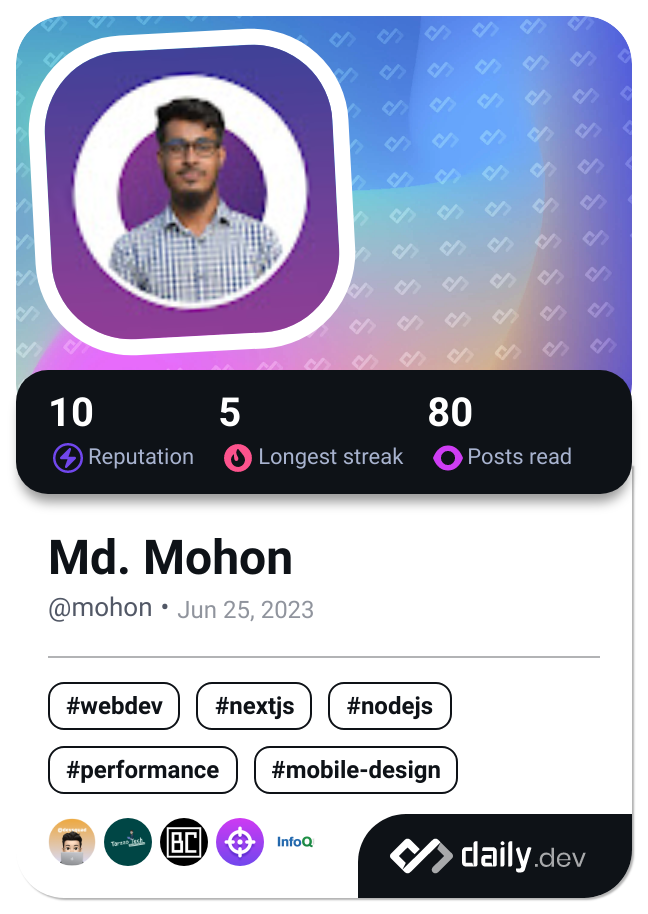 10 5 80
Reputation Longest streak Posts read
Md. Mohon
@mohon • Jun 25, 2023
#webdev #nextjs #nodejs
#performance #mobile-design
Tech BC InfoQ
daily.dev